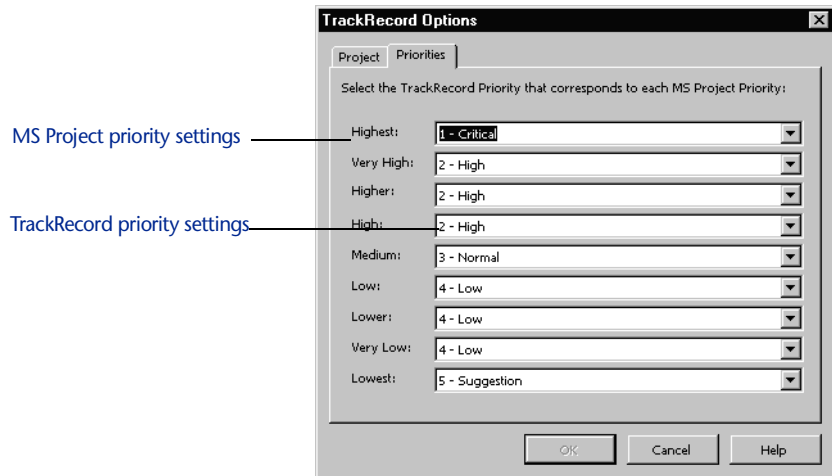 TrackRecord Options
Project Priorities
Select the TrackRecord Priority that corresponds to each MS Project Priority:
MS Project priority settings
Highest: 1 - Critical
Very High: 2 - High
Higher: 2 - High
TrackRecord priority settings
High: 2 - High
Medium: 3 - Normal
Low: 4 - Low
Lower: 4 - Low
Very Low: 4 - Low
Lowest: 5 - Suggestion
OK Cancel Help